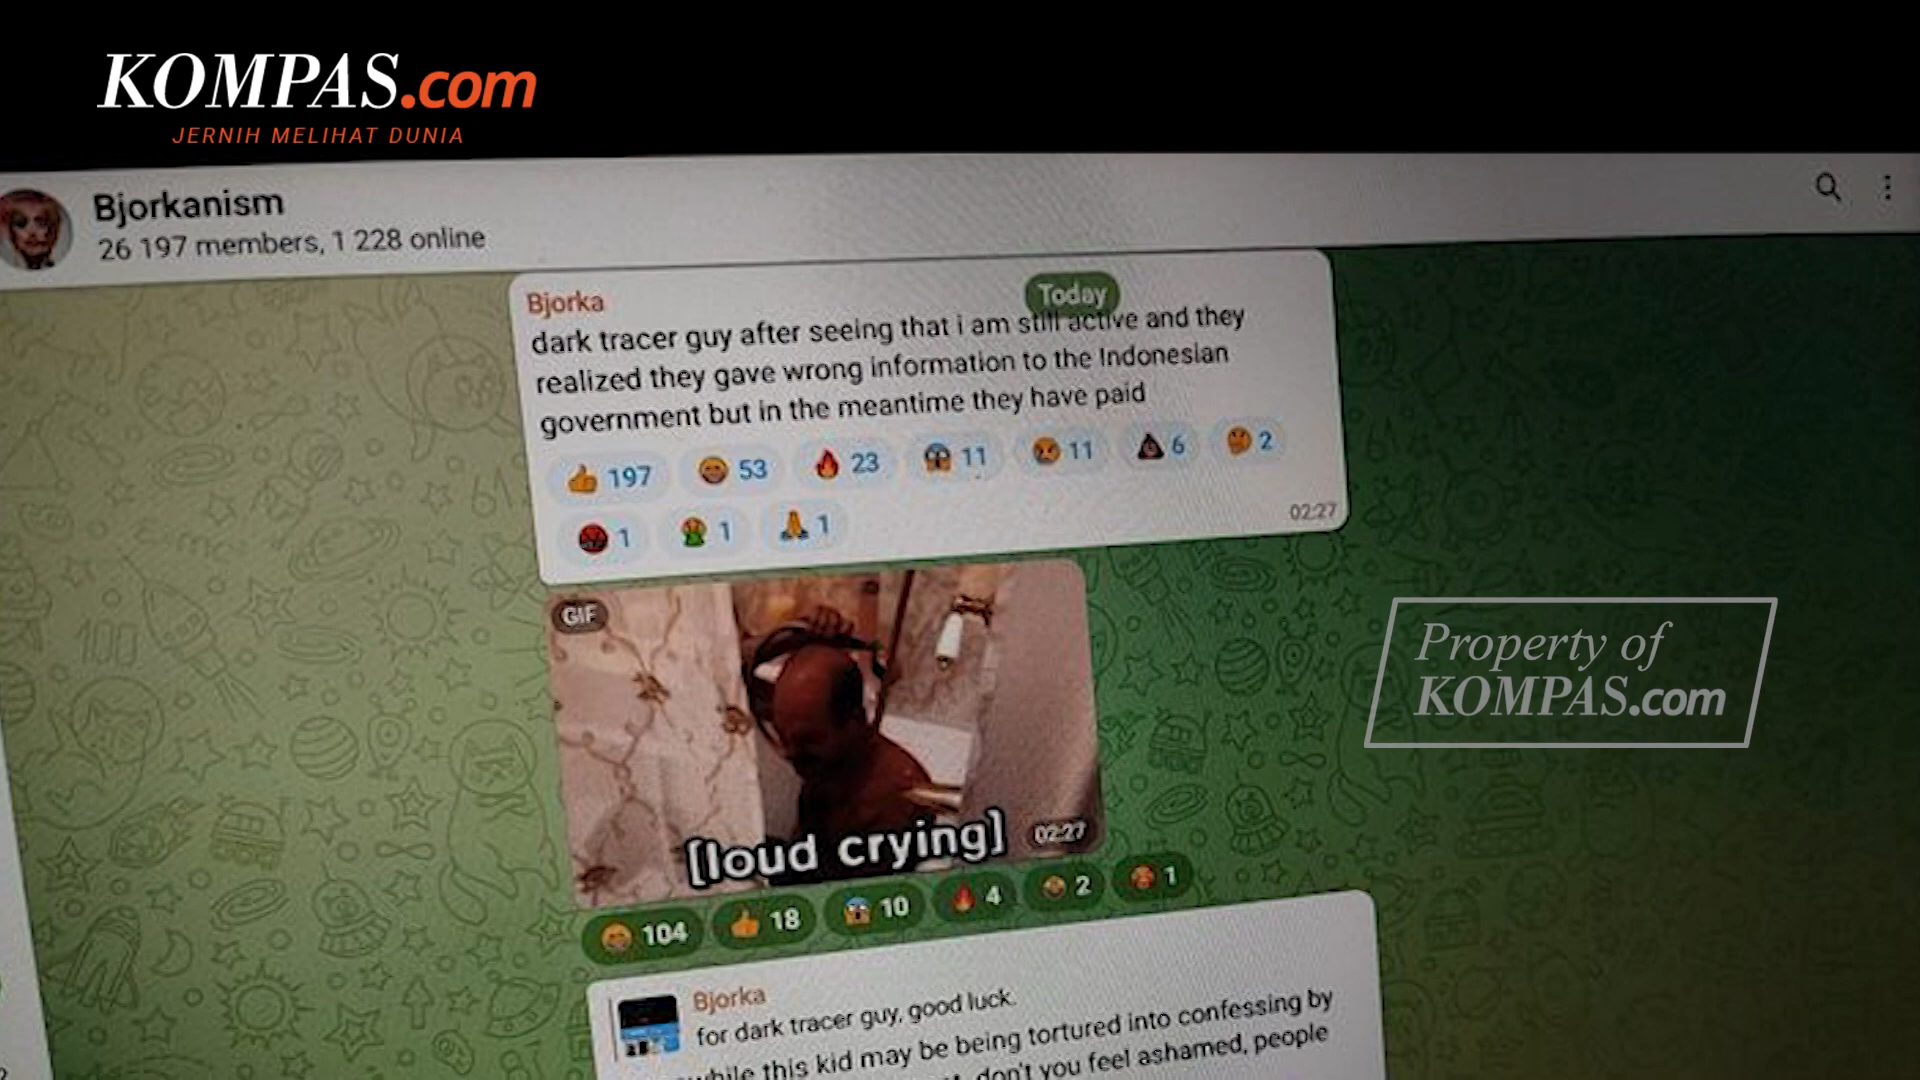 KOMPAS.com
JERNIH MELIHAT DUNIA
Bjorkanism
26 197 members, 1 228 online
Today
Bjorka
dark tracer guy after seeing that i am still active and they
realized they gave wrong information to the Indonesian
government but in the meantime they have paid
197 53 23 11 11 6 2
1 1 1
02:27
GIF
[loud crying]
02:27
104 18 10 4 2 1
Bjorka
for dark tracer guy, good luck.
while this kid may be being tortured into confessing by
don't you feel ashamed, people
Property of
KOMPAS.com